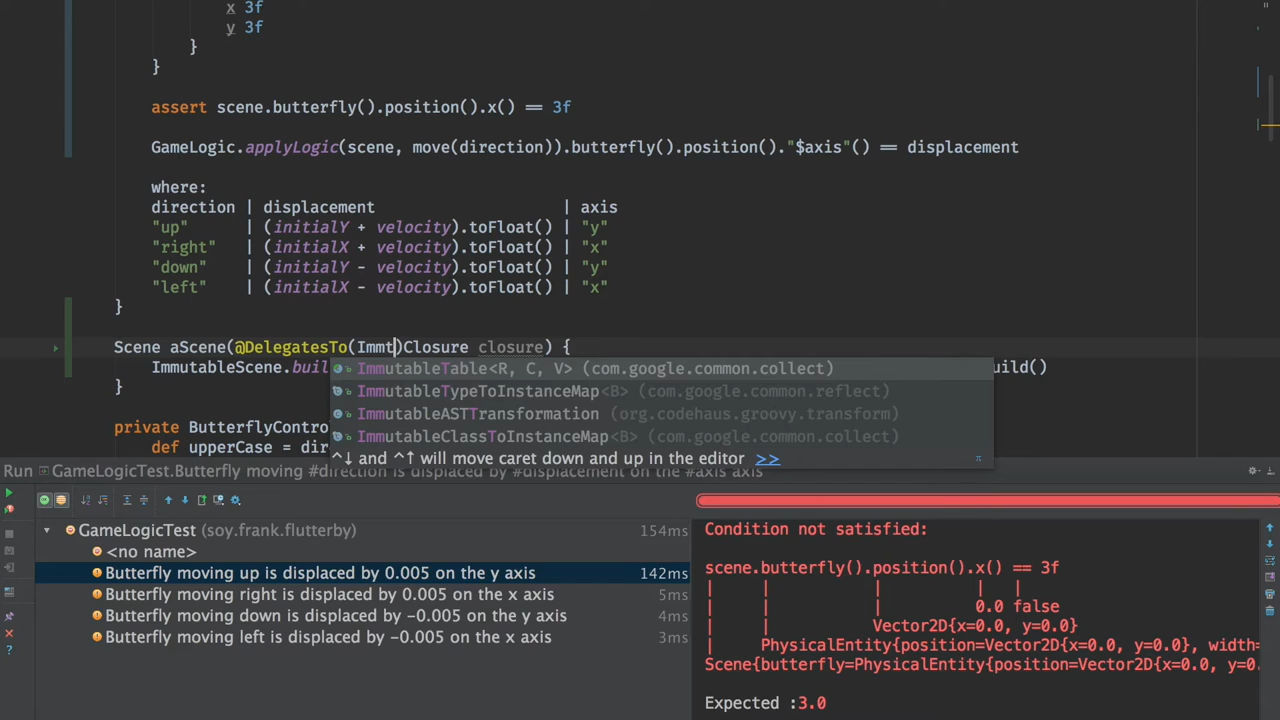 x 3f
y 3f
}
}
assert scene.butterfly().position().x() == 3f
GameLogic.applyLogic(scene, move(direction)).butterfly().position()."$axis"() == displacement
where:
direction | displacement | axis
"up" | (initialY + velocity).toFloat() | "y"
"right" | (initialX + velocity).toFloat() | "x"
"down" | (initialY - velocity).toFloat() | "y"
"left" | (initialX - velocity).toFloat() | "x"
}
Scene aScene(@DelegatesTo(Immt)Closure closure) {
ImmutableScene.buil uild()
ImmutableTable<R, C, V> (com.google.common.collect)
ImmutableTypeToInstanceMap<B> (com.google.common.reflect)
ImmutableASTTransformation (org.codehaus.groovy.transform)
ImmutableClassToInstanceMap<B> (com.google.common.collect)
^↓ and ^↑ will move caret down and up in the editor >> π
}
private ButterflyContro
def upperCase = dir
Run GameLogicTest.Butterfly moving #direction is displaced by #displacement on the #axis axis
GameLogicTest (soy.frank.flutterby) 154ms
<no name>
Butterfly moving up is displaced by 0.005 on the y axis 142ms
Butterfly moving right is displaced by 0.005 on the x axis 5ms
Butterfly moving down is displaced by -0.005 on the y axis 4ms
Butterfly moving left is displaced by -0.005 on the x axis 3ms
Condition not satisfied:
scene.butterfly().position().x() == 3f
| | | | |
| | | 0.0 false
| | Vector2D{x=0.0, y=0.0}
| PhysicalEntity{position=Vector2D{x=0.0, y=0.0}, width=
Scene{butterfly=PhysicalEntity{position=Vector2D{x=0.0, y=0.
Expected :3.0